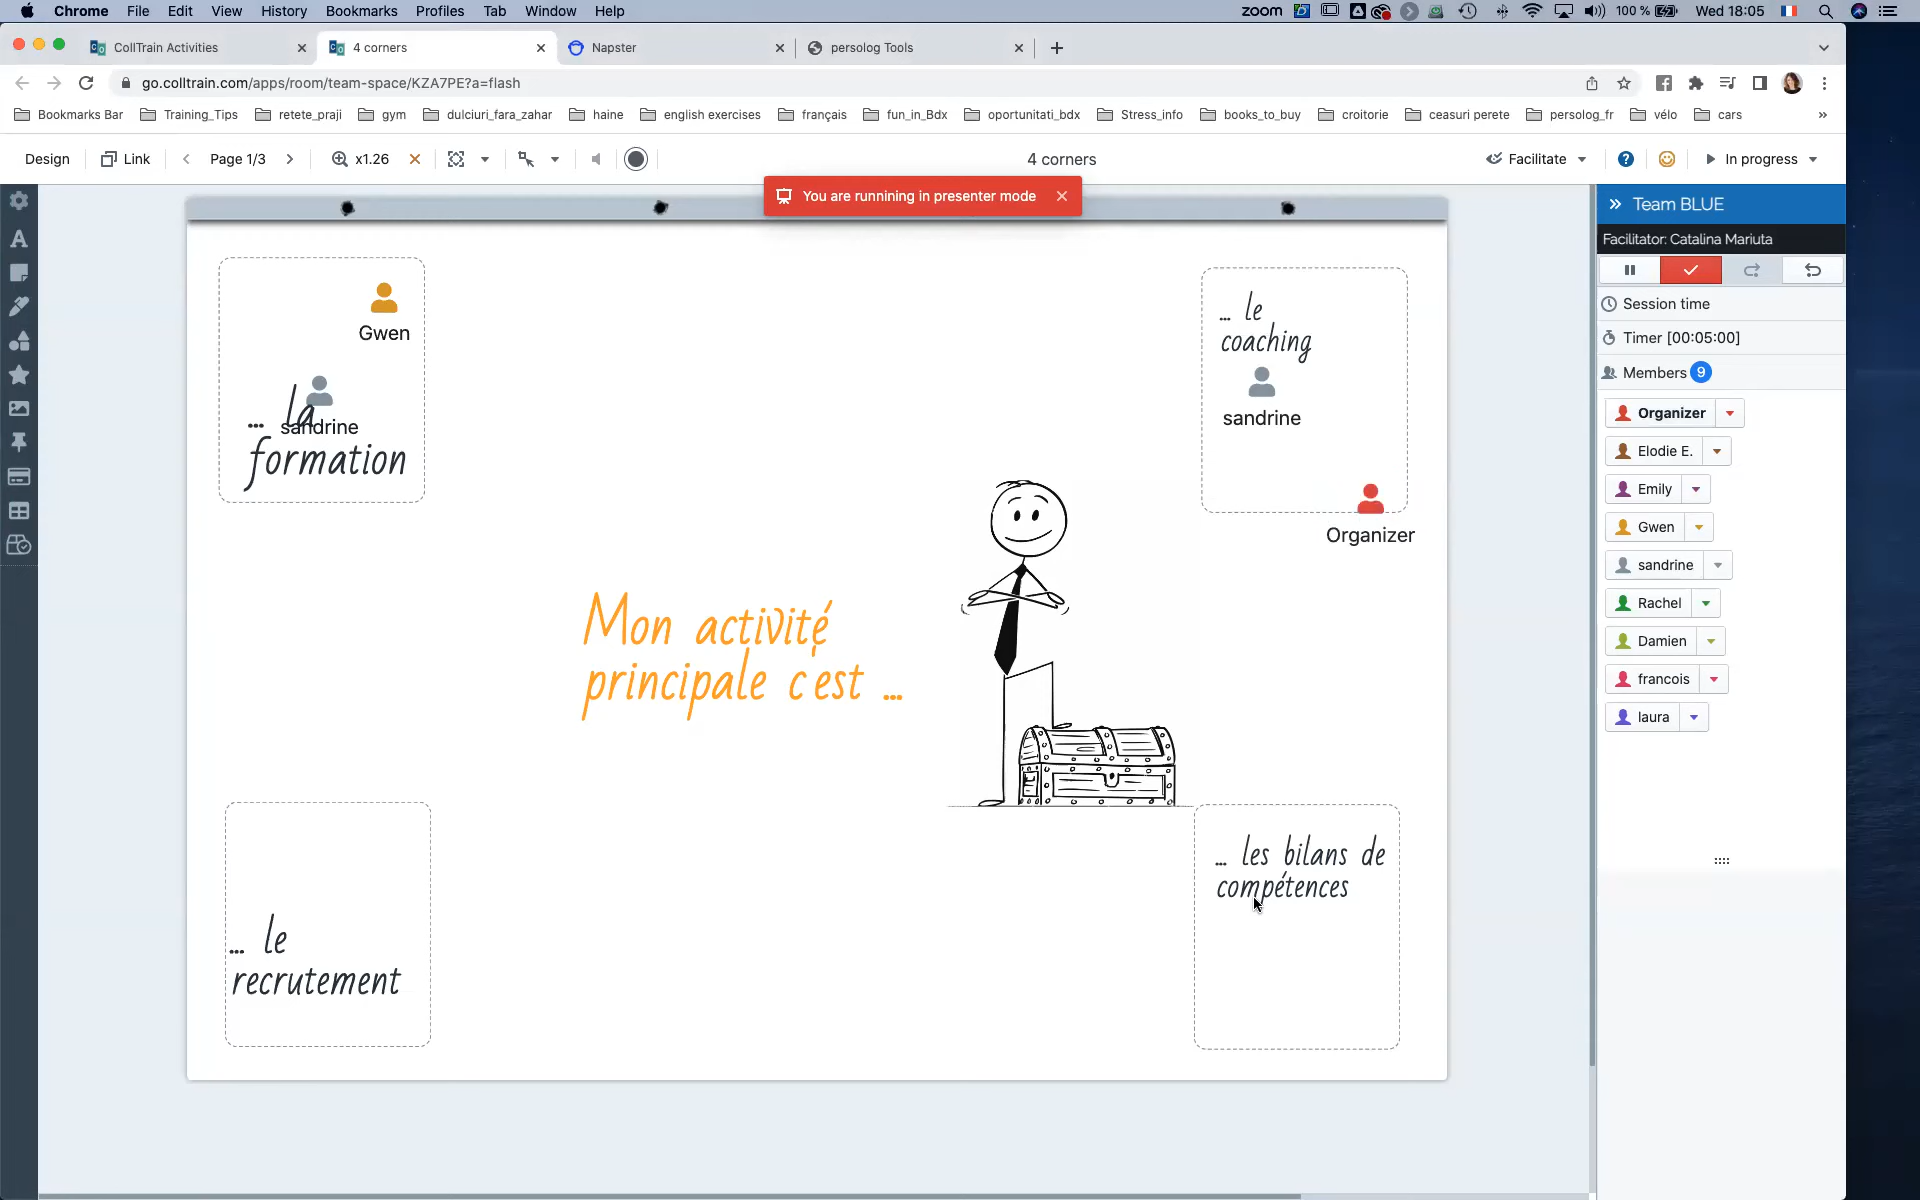 Chrome File Edit View History Bookmarks Profiles Tab Window Help zoom 100 % Wed 18:05
CollTrain Activities 4 corners Napster persolog Tools
go.colltrain.com/apps/room/team-space/KZA7PE?a=flash
Bookmarks Bar Training_Tips retete_praji gym dulciuri_fara_zahar haine english exercises français fun_in_Bdx oportunitati_bdx Stress_info books_to_buy croitorie ceasuri perete persolog_fr vélo cars »
Design Link Page 1/3 x1.26 4 corners Facilitate In progress
You are runnining in presenter mode
Team BLUE
Facilitator: Catalina Mariuta
Session time
Timer [00:05:00]
Members 9
Organizer
Elodie E.
Emily
Gwen
sandrine
Rachel
Damien
francois
laura
Gwen
sandrine
... la
formation
... le
coaching
sandrine
Organizer
Mon activité
principale c'est ...
... le
recrutement
... les bilans de
compétences